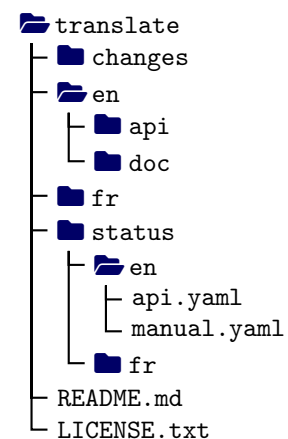 translate
changes
en
api
doc
fr
status
en
api.yaml
manual.yaml
fr
README.md
LICENSE.txt